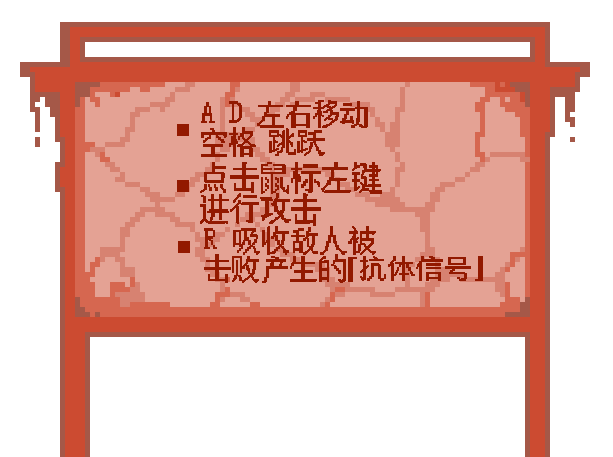 A D 左右移动
空格 跳跃
点击鼠标左键
进行攻击
R 吸收敌人被
击败产生的「抗体信号」